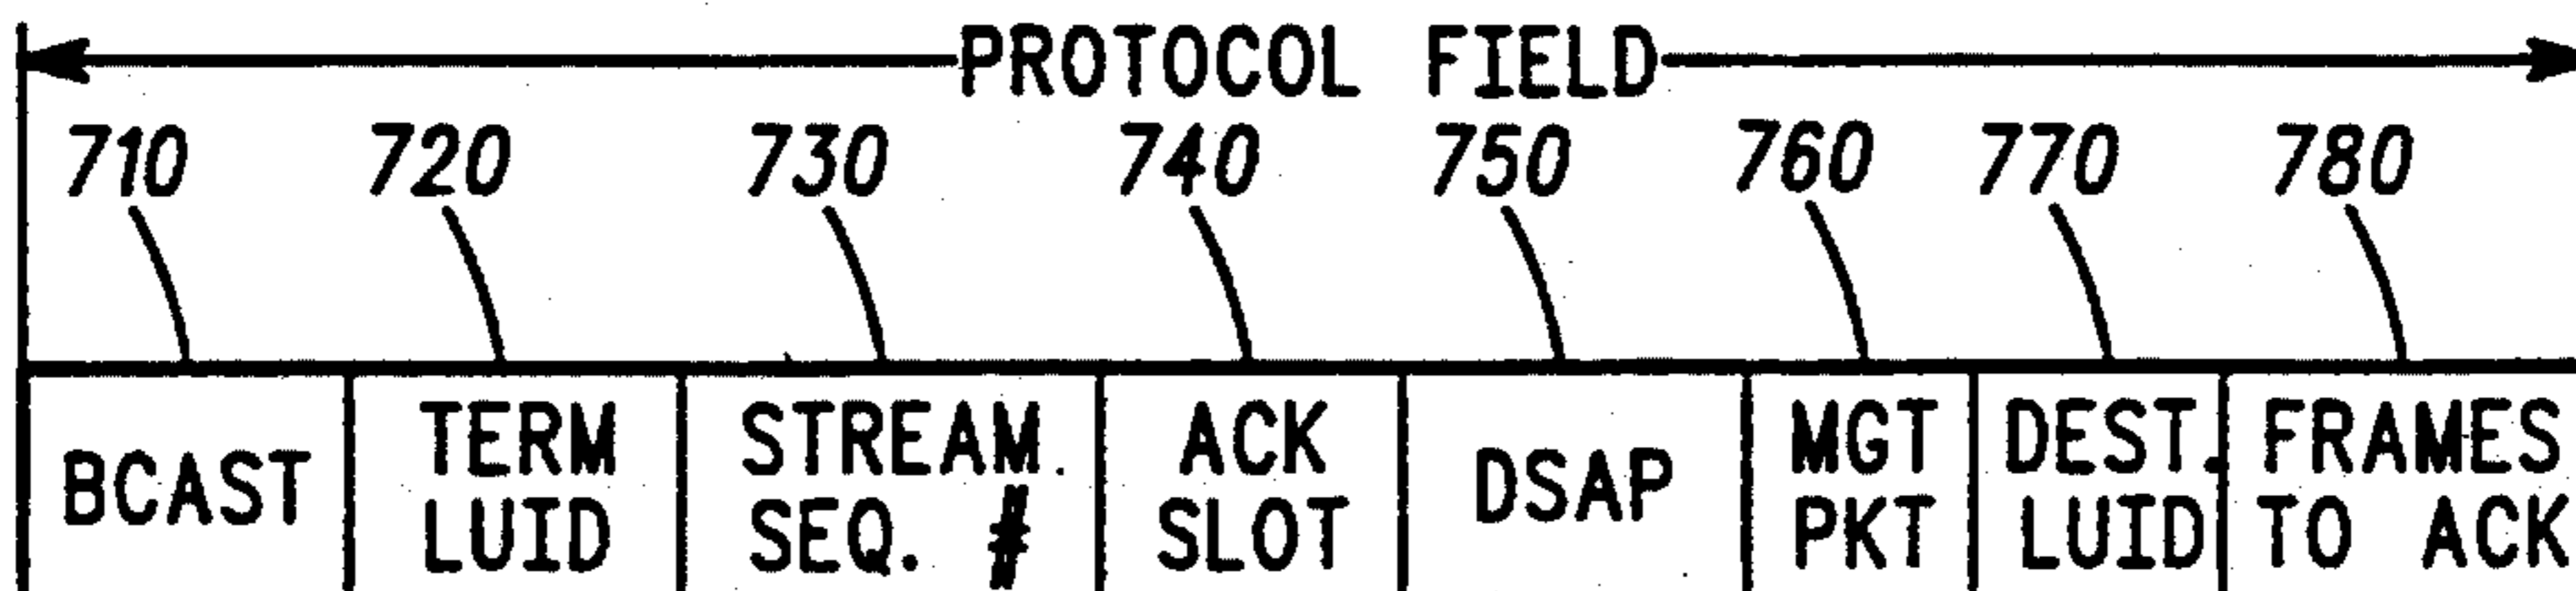 PROTOCOL FIELD
710 720 730 740 750 760 770 780
BCAST TERM LUID STREAM SEQ. # ACK SLOT DSAP MGT PKT DEST. LUID FRAMES TO ACK